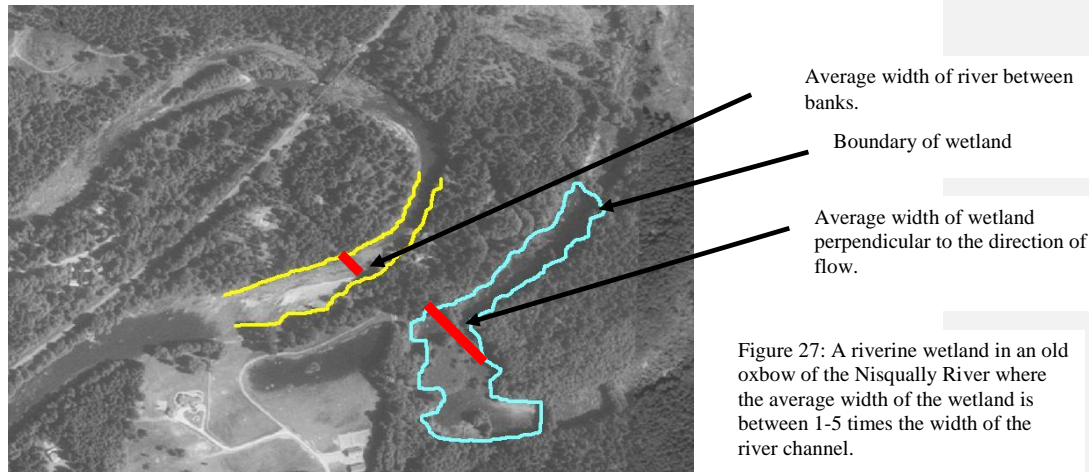 Average width of river between
banks.
Boundary of wetland
Average width of wetland
perpendicular to the direction of
flow.
Figure 27: A riverine wetland in an old
oxbow of the Nisqually River where
the average width of the wetland is
between 1-5 times the width of the
river channel.